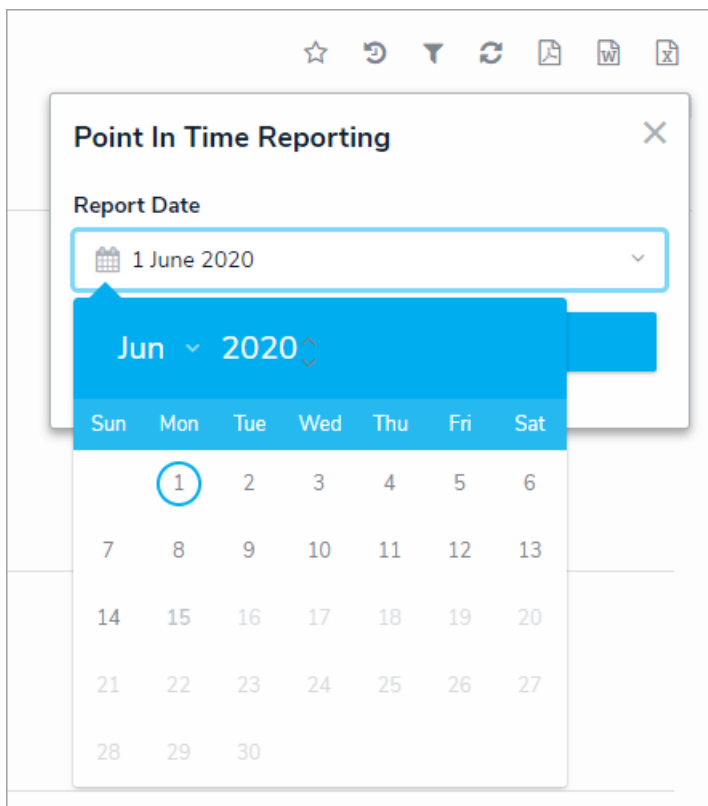 W X
Point In Time Reporting
Report Date
1 June 2020
Jun 2020
Sun Mon Tue Wed Thu Fri Sat
1 2 3 4 5 6
7 8 9 10 11 12 13
14 15 16 17 18 19 20
21 22 23 24 25 26 27
28 29 30